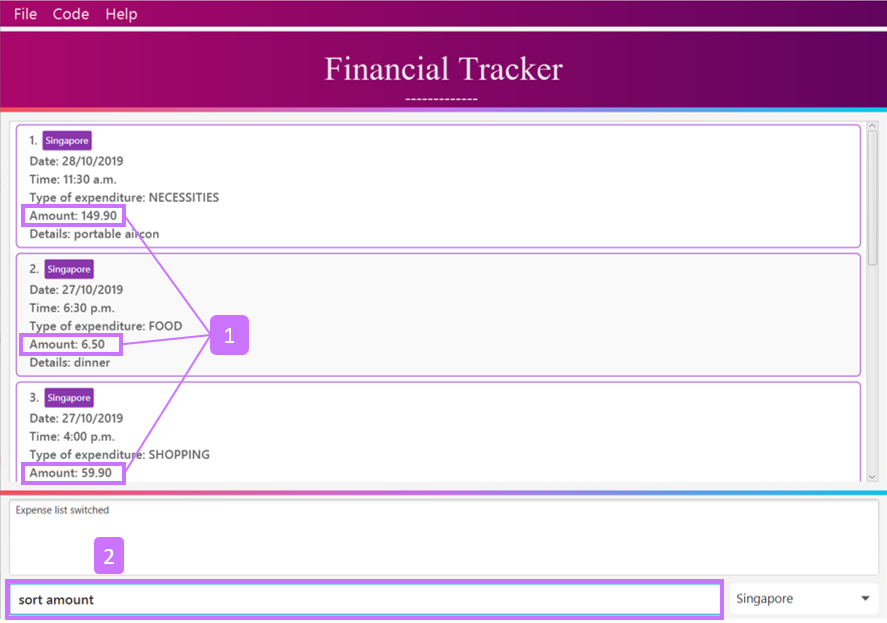 File Code Help
Financial Tracker
-------------
1. Singapore
Date: 28/10/2019
Time: 11:30 a.m.
Type of expenditure: NECESSITIES
Amount: 149.90
Details: portable aircon
2. Singapore
Date: 27/10/2019
Time: 6:30 p.m.
Type of expenditure: FOOD
1
Amount: 6.50
Details: dinner
3. Singapore
Date: 27/10/2019
Time: 4:00 p.m.
Type of expenditure: SHOPPING
Amount: 59.90
Expense list switched
2
sort amount Singapore